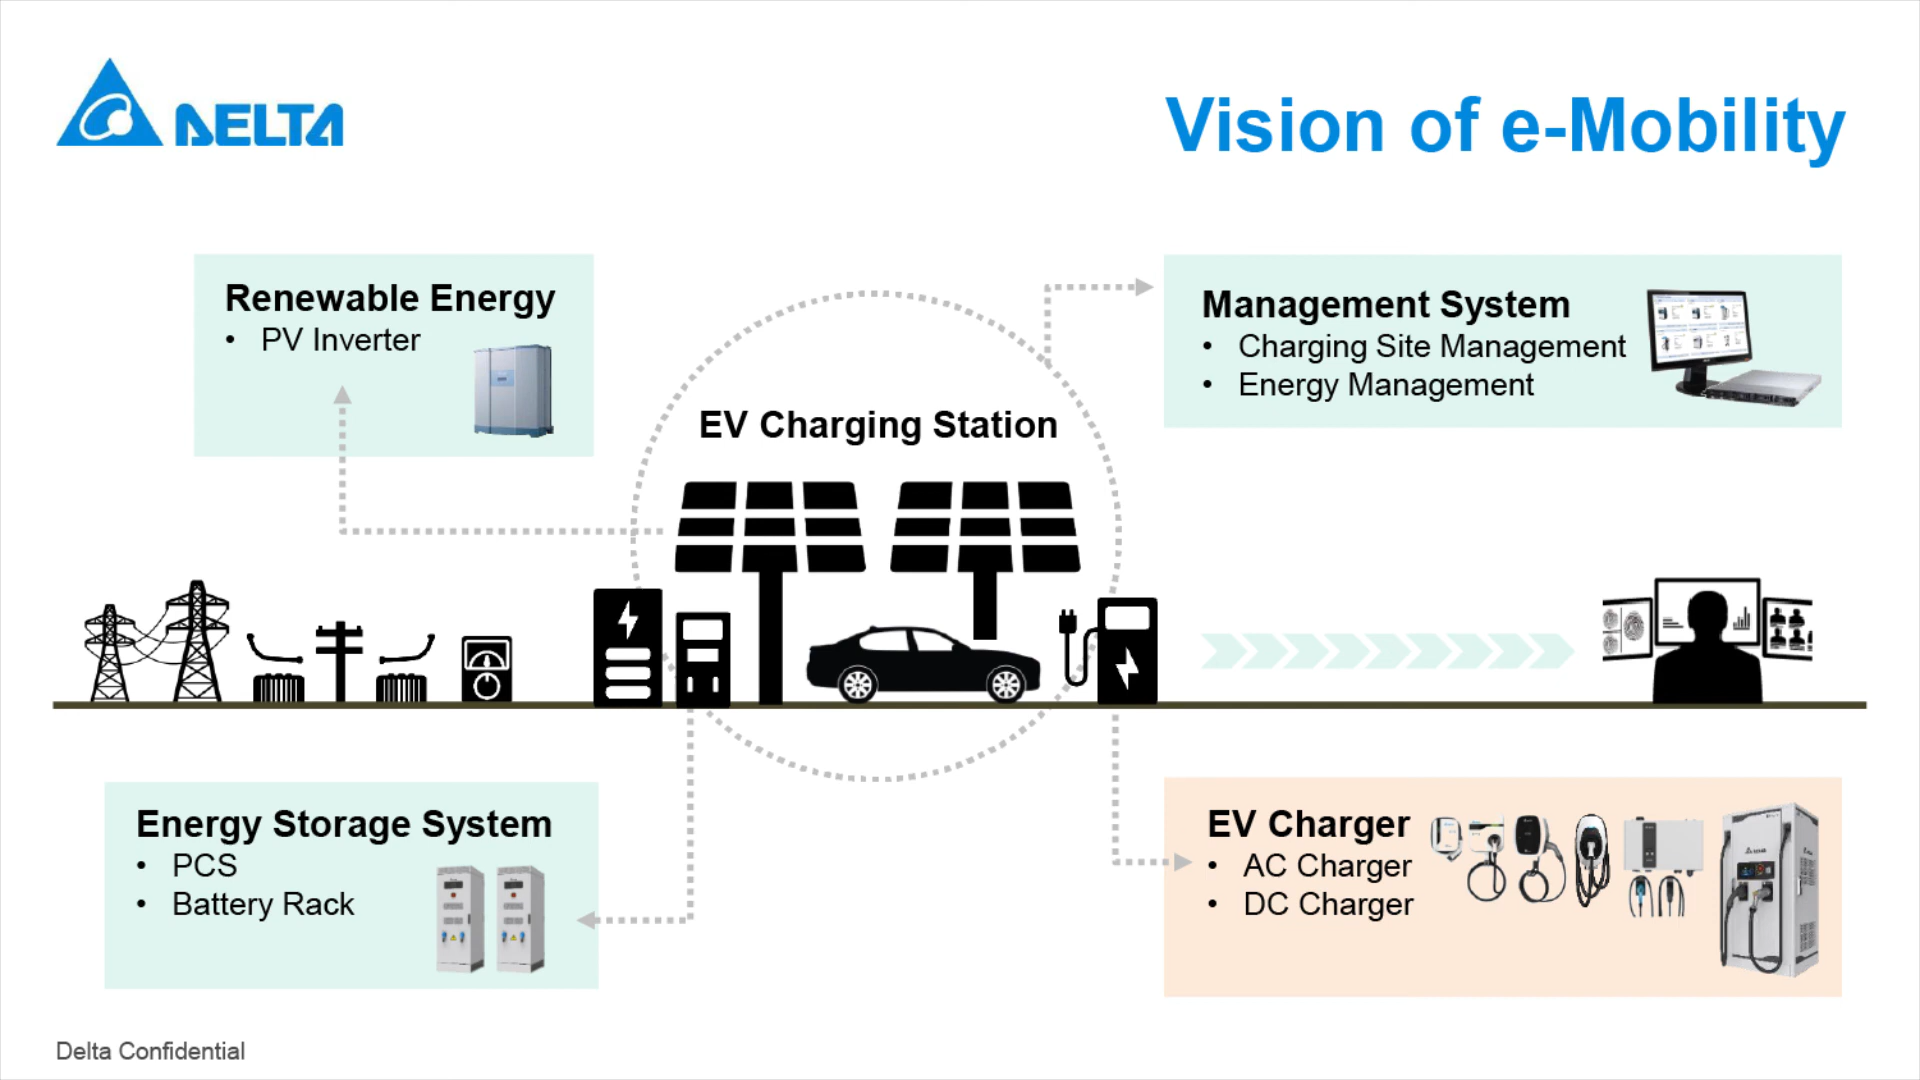 DELTA
Vision of e-Mobility
Renewable Energy
• PV Inverter
Management System
• Charging Site Management
• Energy Management
EV Charging Station
Energy Storage System
• PCS
• Battery Rack
EV Charger
• AC Charger
• DC Charger
Delta Confidential